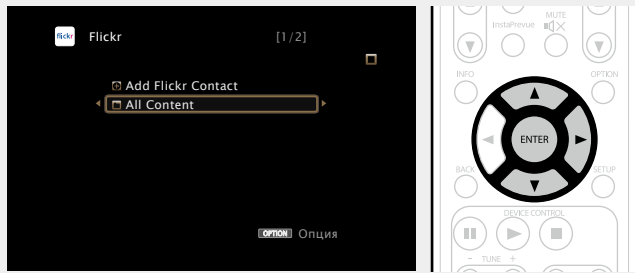 flickr Flickr [1/2]
Add Flickr Contact
All Content
OPTION Опция
InstaPrevue MUTE
INFO OPTION
ENTER
BACK SETUP
DEVICE CONTROL
- TUNE +